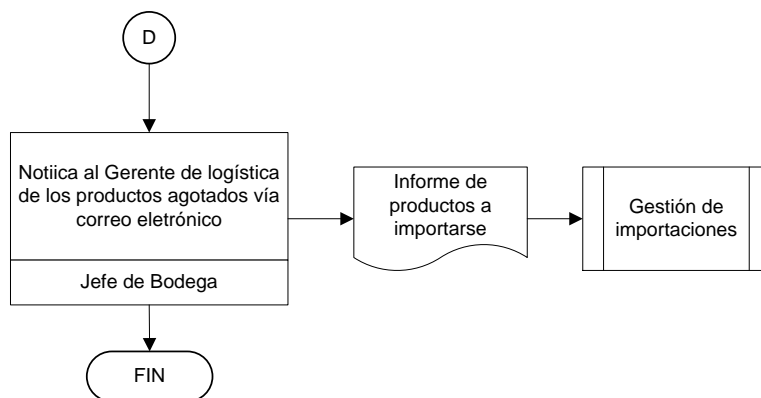 D
Notiica al Gerente de logística
de los productos agotados vía
correo eletrónico
Jefe de Bodega
Informe de
productos a
importarse
Gestión de
importaciones
FIN